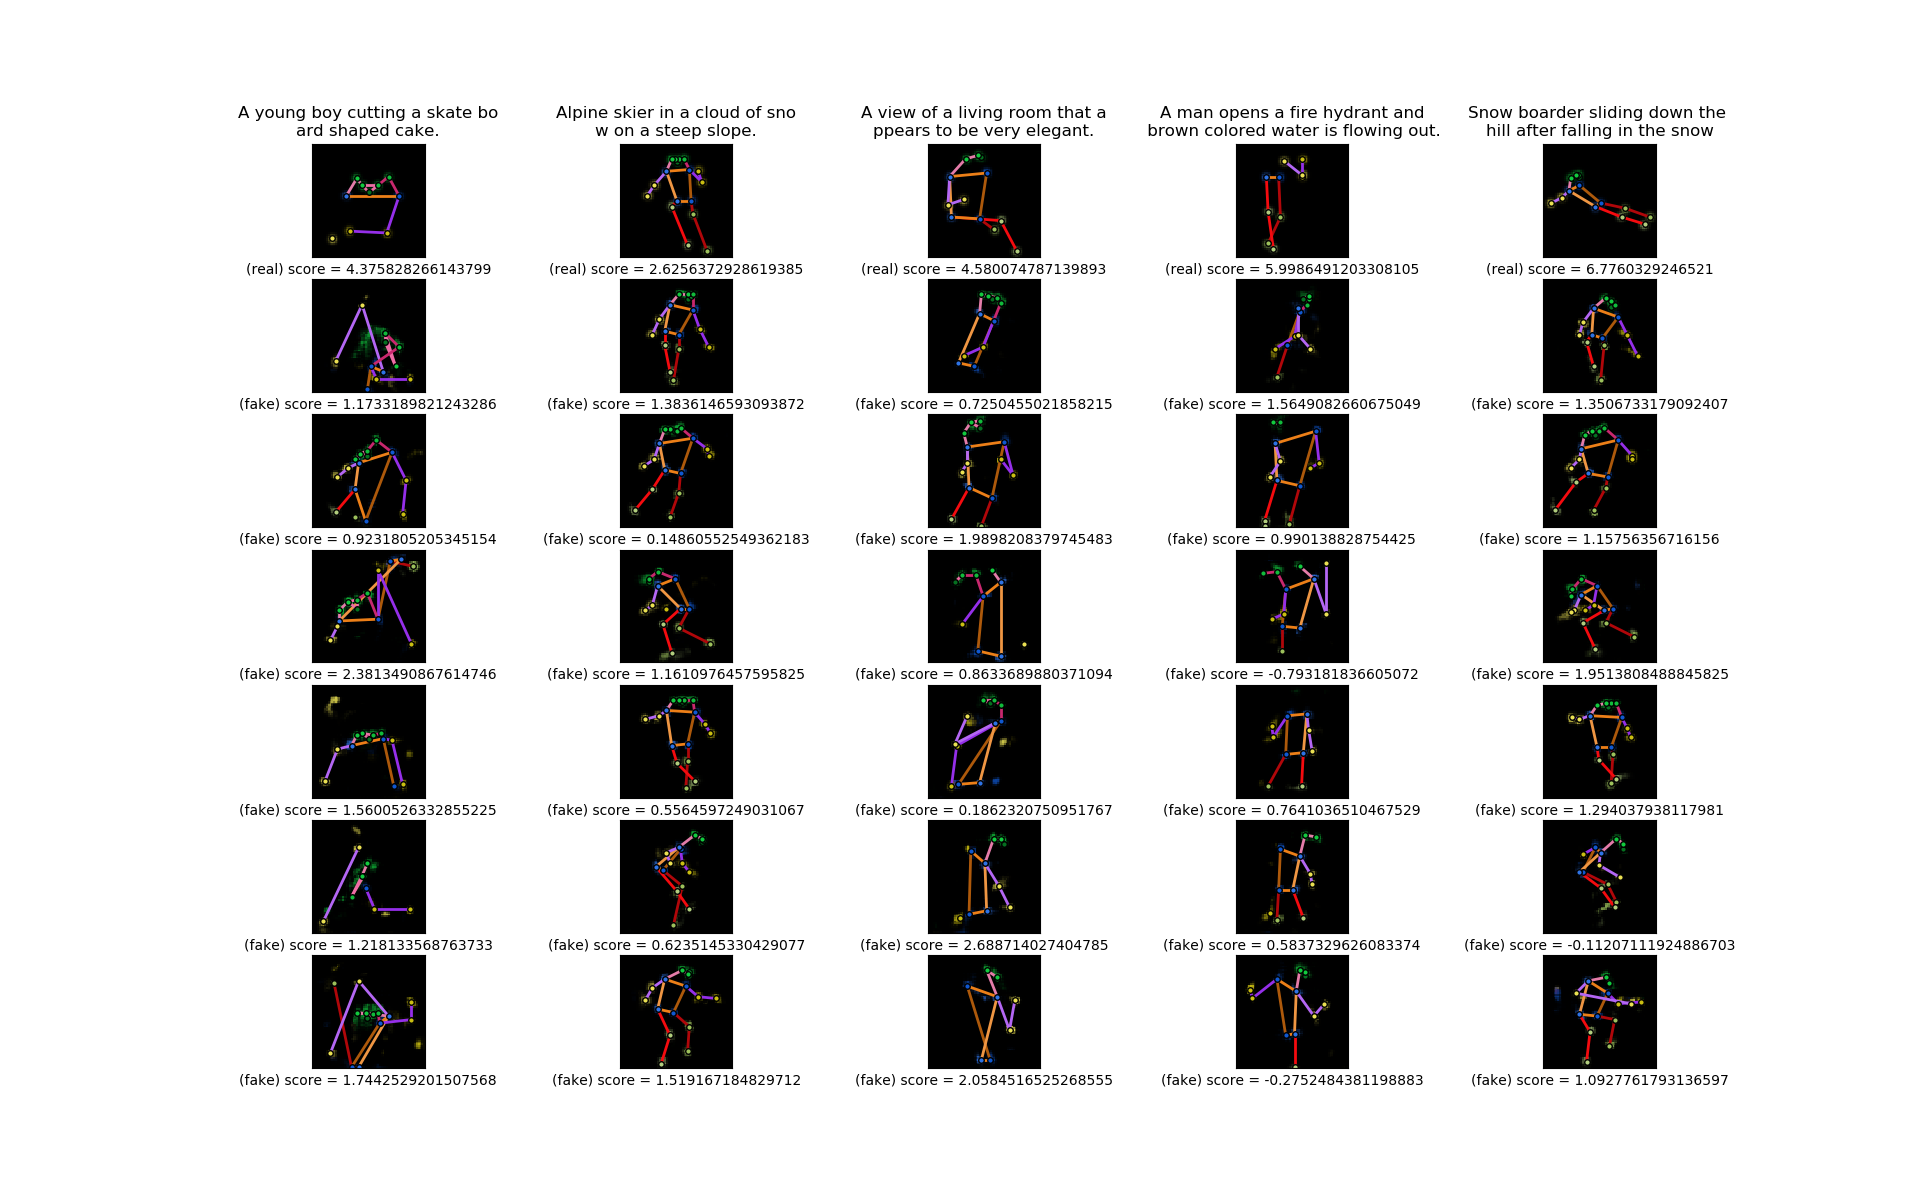 A young boy cutting a skate bo
ard shaped cake.
Alpine skier in a cloud of sno
w on a steep slope.
A view of a living room that a
ppears to be very elegant.
A man opens a fire hydrant and
brown colored water is flowing out.
Snow boarder sliding down the
hill after falling in the snow
(real) score = 4.375828266143799
(real) score = 2.6256372928619385
(real) score = 4.580074787139893
(real) score = 5.9986491203308105
(real) score = 6.7760329246521
(fake) score = 1.1733189821243286
(fake) score = 1.3836146593093872
(fake) score = 0.7250455021858215
(fake) score = 1.5649082660675049
(fake) score = 1.3506733179092407
(fake) score = 0.9231805205345154
(fake) score = 0.14860552549362183
(fake) score = 1.9898208379745483
(fake) score = 0.990138828754425
(fake) score = 1.15756356716156
(fake) score = 2.3813490867614746
(fake) score = 1.1610976457595825
(fake) score = 0.8633689880371094
(fake) score = -0.793181836605072
(fake) score = 1.9513808488845825
(fake) score = 1.5600526332855225
(fake) score = 0.5564597249031067
(fake) score = 0.1862320750951767
(fake) score = 0.7641036510467529
(fake) score = 1.294037938117981
(fake) score = 1.218133568763733
(fake) score = 0.6235145330429077
(fake) score = 2.688714027404785
(fake) score = 0.5837329626083374
(fake) score = -0.11207111924886703
(fake) score = 1.7442529201507568
(fake) score = 1.519167184829712
(fake) score = 2.0584516525268555
(fake) score = -0.2752484381198883
(fake) score = 1.0927761793136597